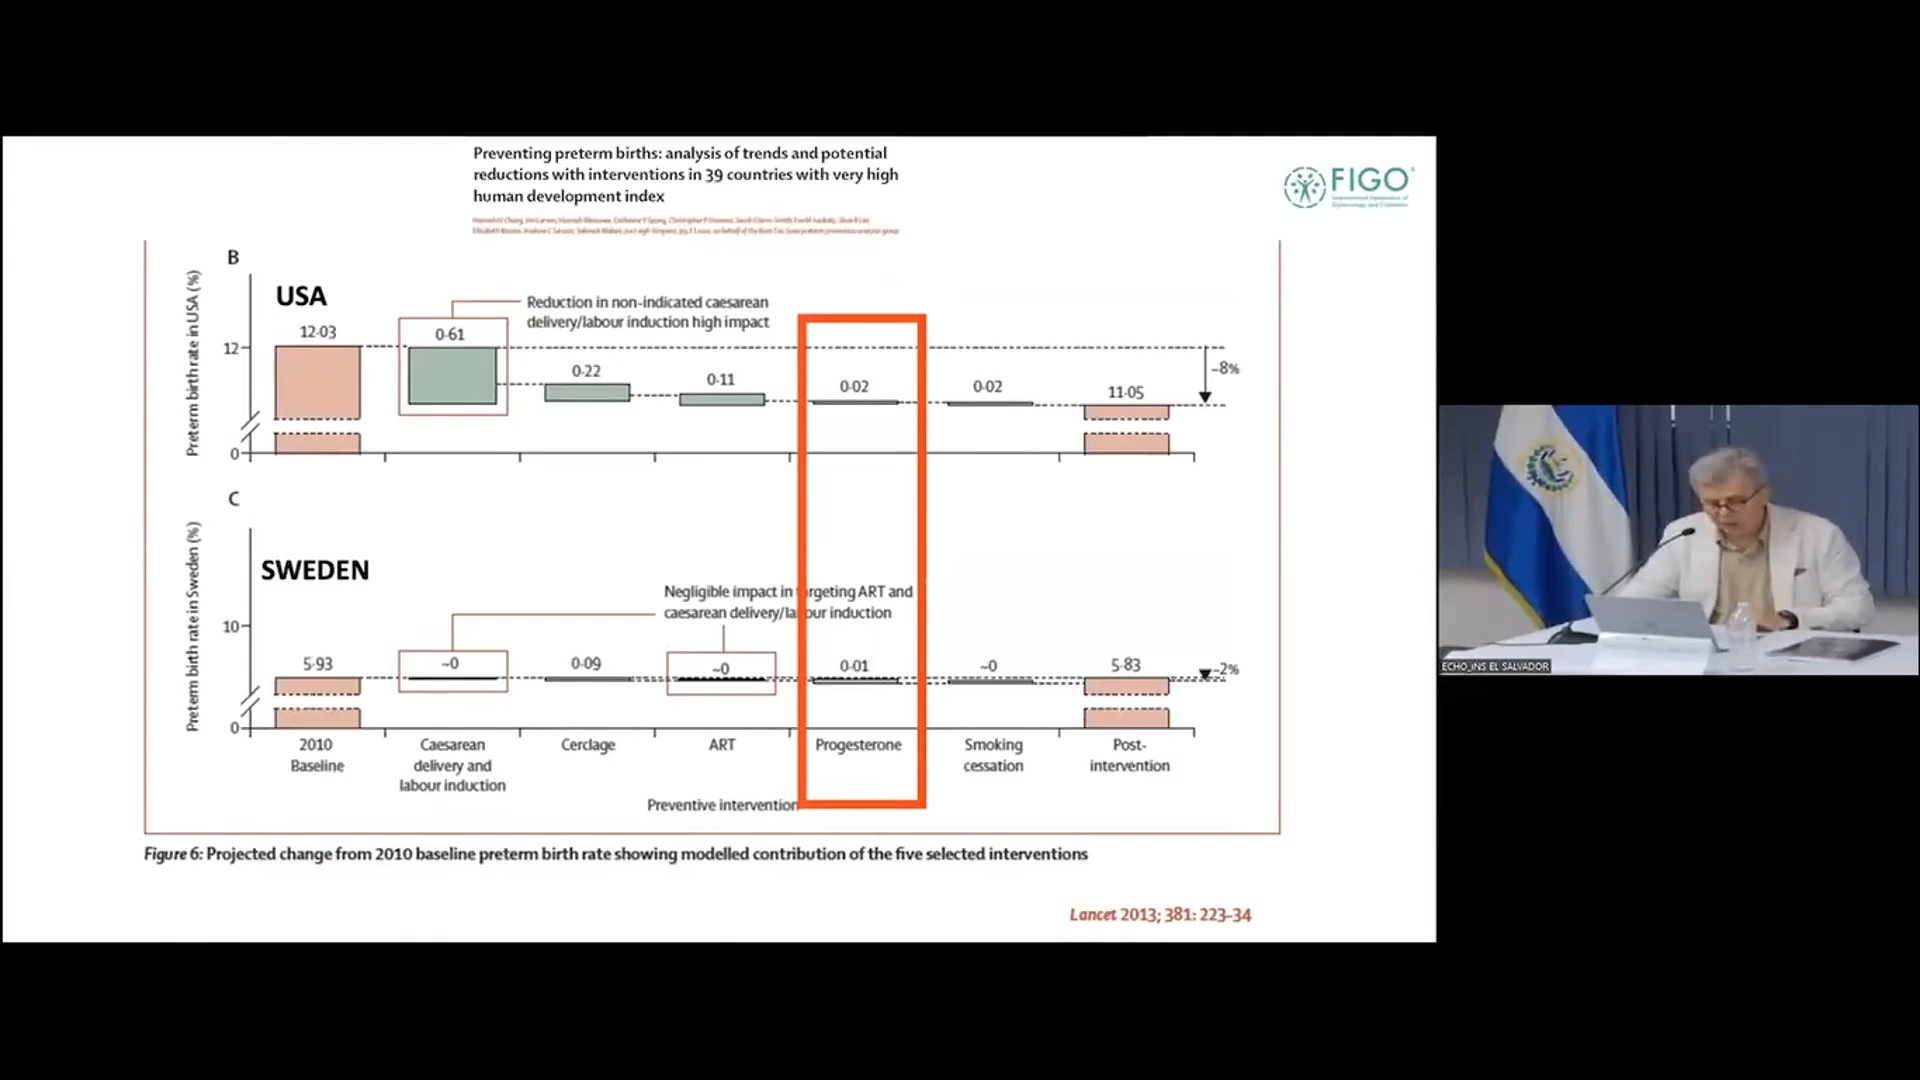 Preventing preterm births: analysis of trends and potential
reductions with interventions in 39 countries with very high
human development index
FIGO
B
USA
Preterm birth rate in USA (%)
12
0
12·03
0·61
Reduction in non-indicated caesarean
delivery/labour induction high impact
0·22
0·11
0·02
0·02
11·05
–8%
C
SWEDEN
Preterm birth rate in Sweden (%)
10
0
Negligible impact in argeting ART and
caesarean delivery/labour induction
5·93
~0
0·09
~0
0·01
~0
5·83
–2%
2010
Baseline
Caesarean
delivery and
labour induction
Cerclage
ART
Progesterone
Smoking
cessation
Post-
intervention
Preventive intervention
Figure 6: Projected change from 2010 baseline preterm birth rate showing modelled contribution of the five selected interventions
Lancet 2013; 381: 223–34
ECHO_INS EL SALVADOR